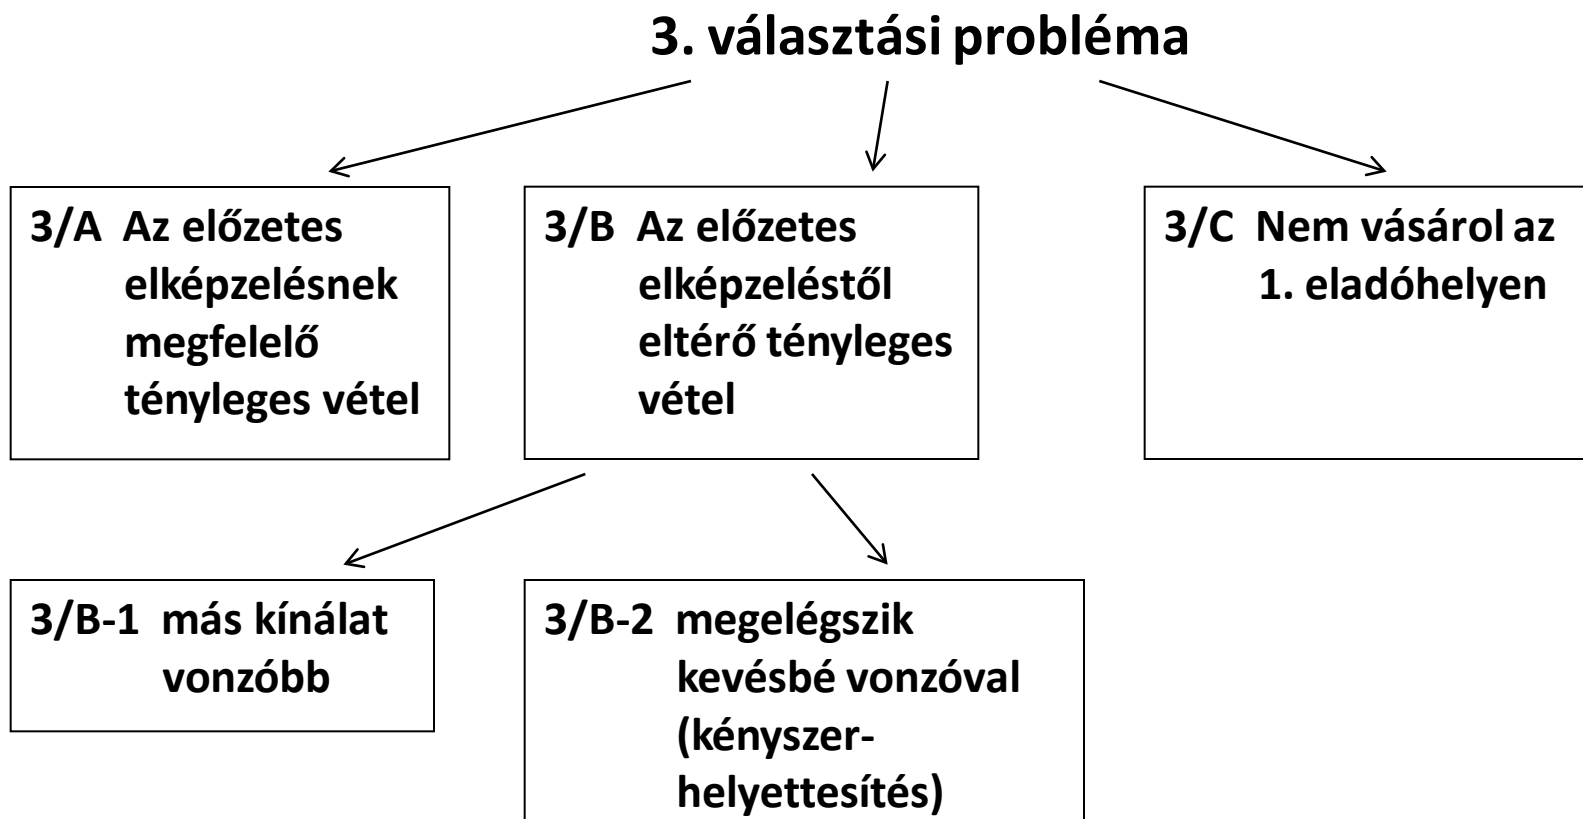 3. választási probléma
3/A Az előzetes
elképzelésnek
megfelelő
tényleges vétel
3/B Az előzetes
elképzeléstől
eltérő tényleges
vétel
3/C Nem vásárol az
1. eladóhelyen
3/B-1 más kínálat
vonzóbb
3/B-2 megelégszik
kevésbé vonzóval
(kényszer-
helyettesítés)